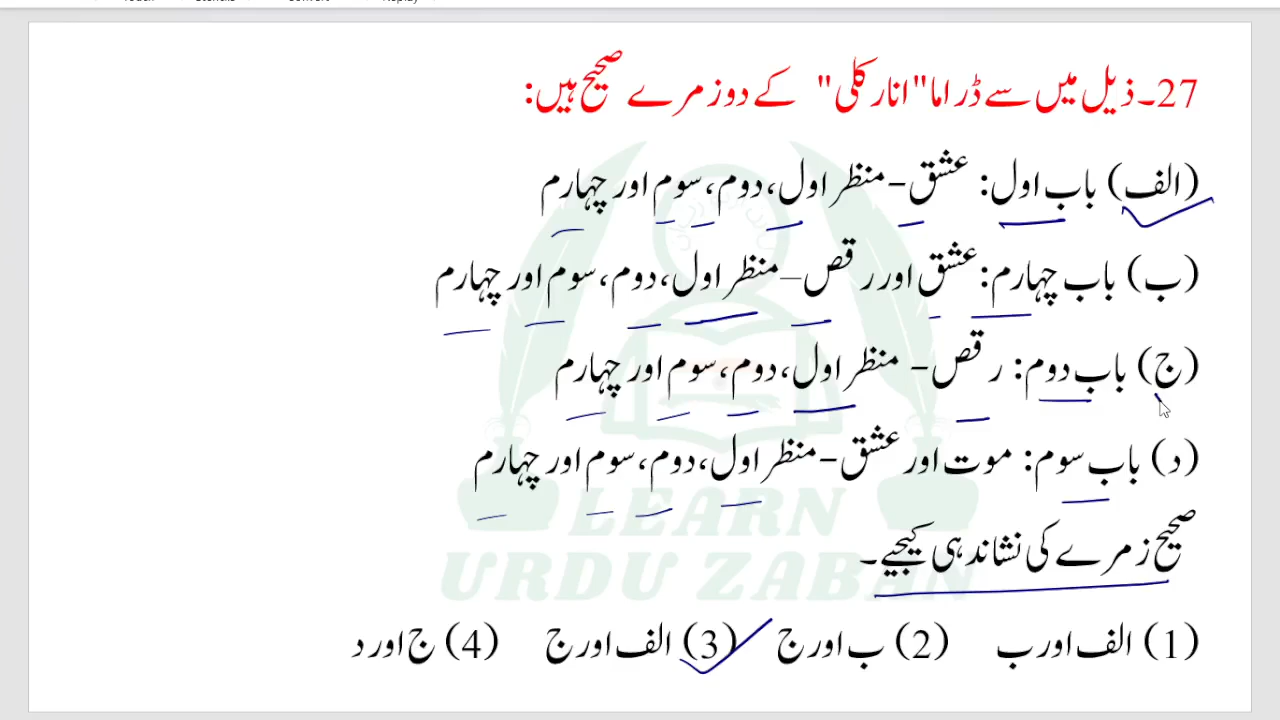 27۔ذیل میں سے ڈراما "انارکلی" کے دو زمرے صحیح ہیں:
(الف) باب اول: عشق-منظر اول، دوم، سوم اور چہارم
(ب) باب چہارم: عشق اور رقص–منظر اول، دوم، سوم اور چہارم
(ج) باب دوم: رقص- منظر اول، دوم، سوم اور چہارم
(د) باب سوم: موت اور عشق-منظر اول، دوم، سوم اور چہارم
صحیح زمرے کی نشاندہی کیجیے۔
(1) الف اور ب (2) ب اور ج (3) الف اور ج (4) ج اور د
LEARN
URDU ZABAN